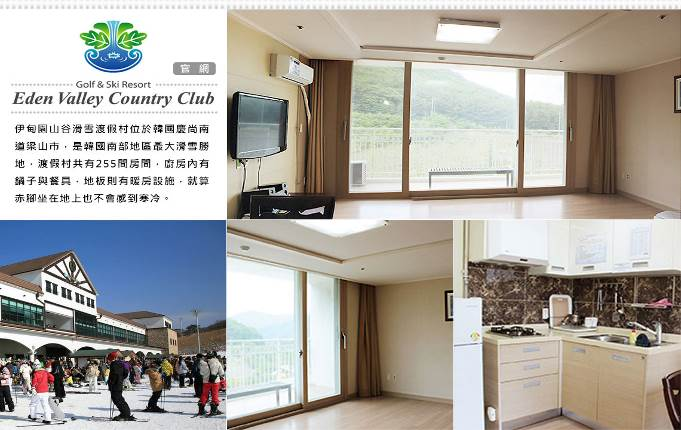 官 網
Golf & Ski Resort
Eden Valley Country Club
伊甸園山谷滑雪渡假村位於韓國慶尚南
道梁山市，是韓國南部地區最大滑雪勝
地，渡假村共有255間房間，廚房內有
鍋子與餐具，地板則有暖房設施，就算
赤腳坐在地上也不會感到寒冷。